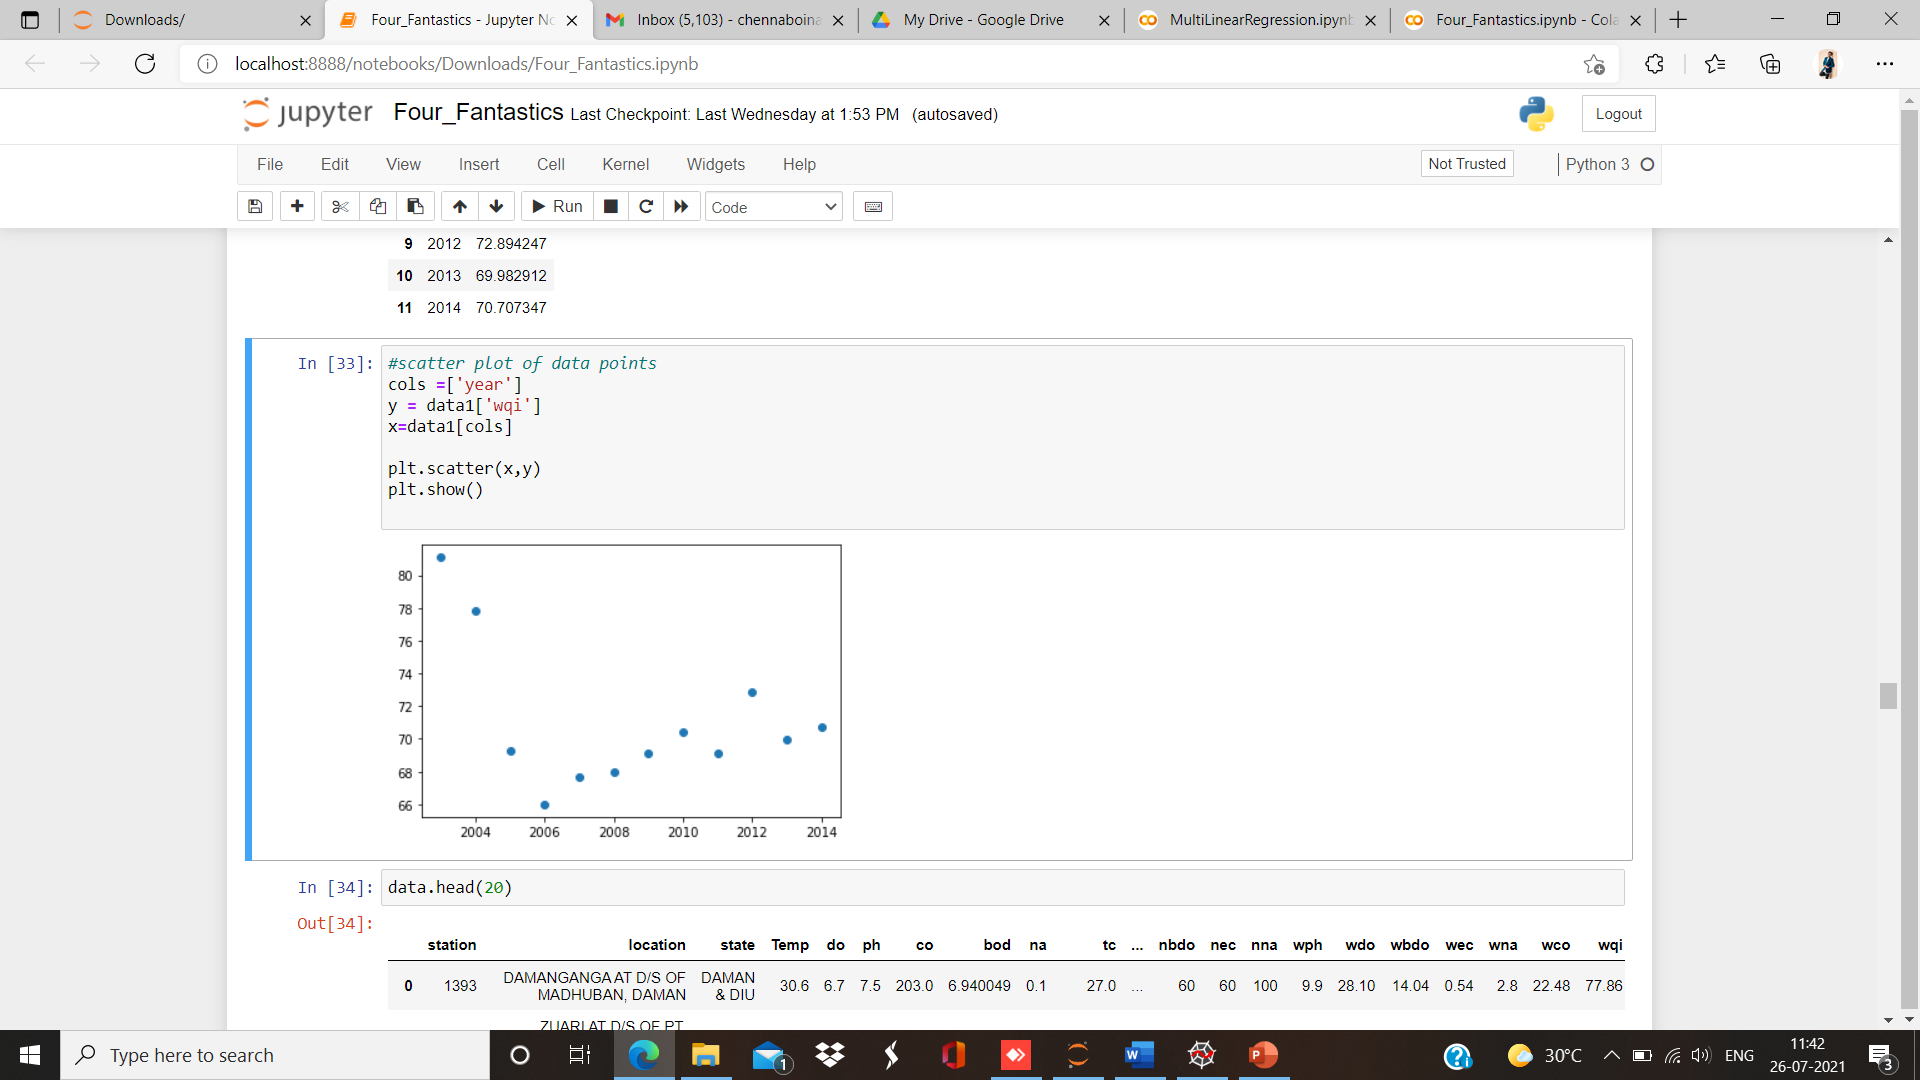 Downloads/
Four_Fantastics - Jupyter No
Inbox (5,103) - chennaboina
My Drive - Google Drive
MultiLinearRegression.ipynb
Four_Fantastics.ipynb - Cola
localhost:8888/notebooks/Downloads/Four_Fantastics.ipynb
jupyter Four_Fantastics Last Checkpoint: Last Wednesday at 1:53 PM (autosaved)
Logout
File Edit View Insert Cell Kernel Widgets Help
Not Trusted
Python 3
Run
Code
9 2012 72.894247
10 2013 69.982912
11 2014 70.707347
In [33]:
#scatter plot of data points
cols =['year']
y = data1['wqi']
x=data1[cols]
plt.scatter(x,y)
plt.show()
80
78
76
74
72
70
68
66
2004 2006 2008 2010 2012 2014
In [34]: data.head(20)
Out[34]:
station location state Temp do ph co bod na tc ... nbdo nec nna wph wdo wbdo wec wna wco wqi
0 1393 DAMANGANGA AT D/S OF MADHUBAN, DAMAN DAMAN & DIU 30.6 6.7 7.5 203.0 6.940049 0.1 27.0 ... 60 60 100 9.9 28.10 14.04 0.54 2.8 22.48 77.86
ZUARI AT D/S OF PT.
Type here to search
1
30°C
ENG
11:42
26-07-2021
3